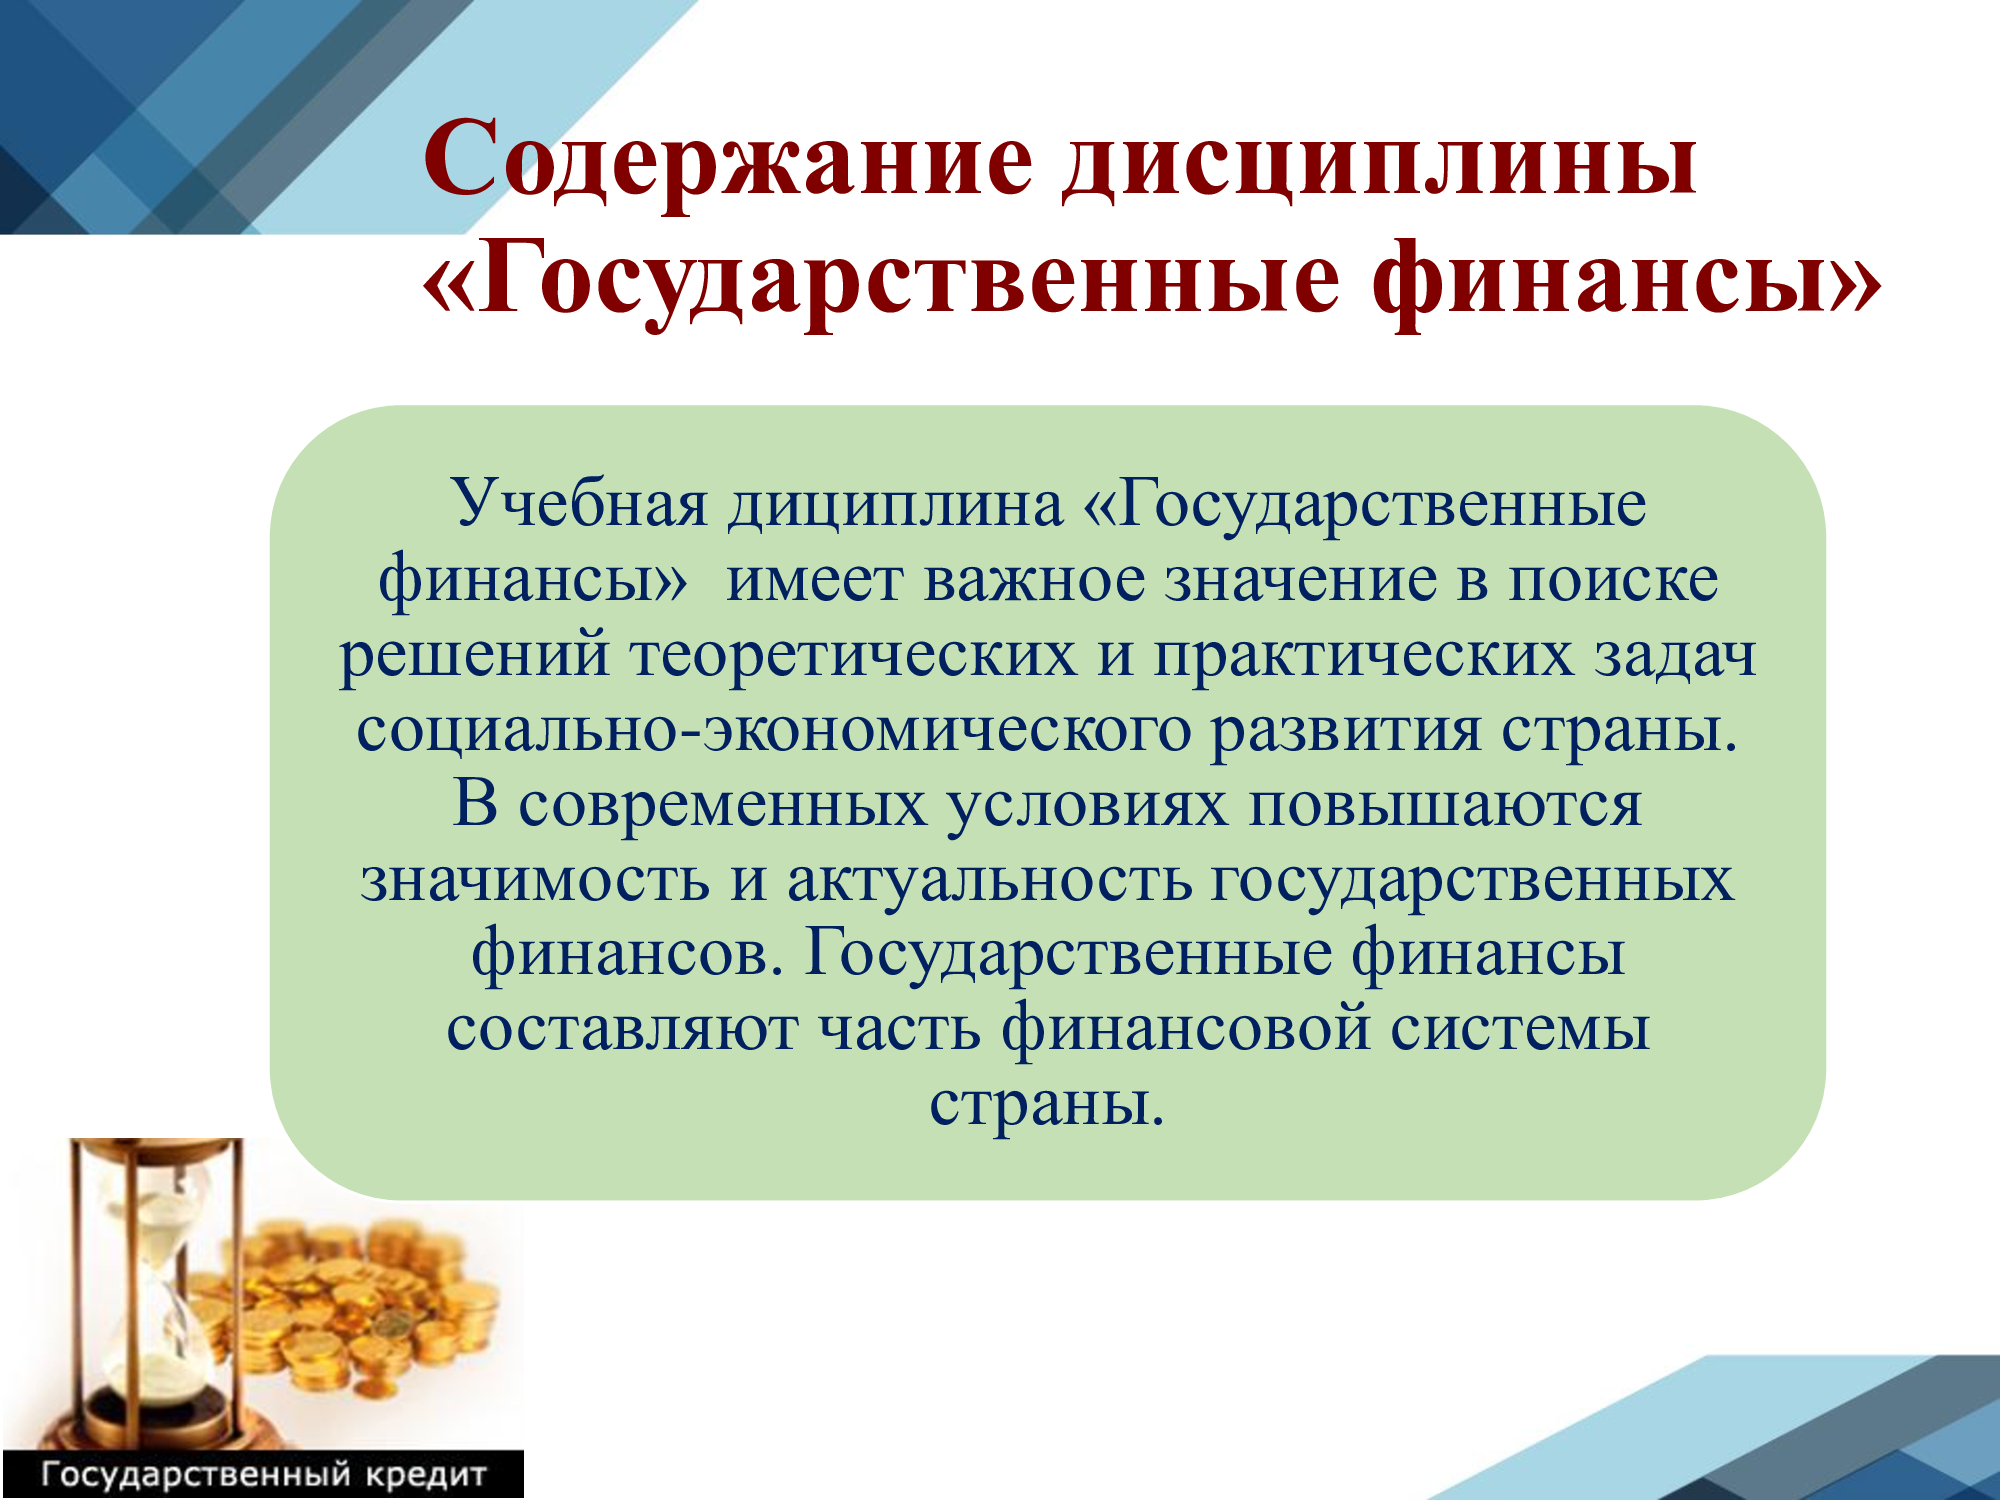 Содержание дисциплины
«Государственные финансы»
Учебная дициплина «Государственные
финансы»  имеет важное значение в поиске
решений теоретических и практических задач
социально-экономического развития страны.
В современных условиях повышаются
значимость и актуальность государственных
финансов. Государственные финансы
составляют часть финансовой системы
страны.
Государственный кредит